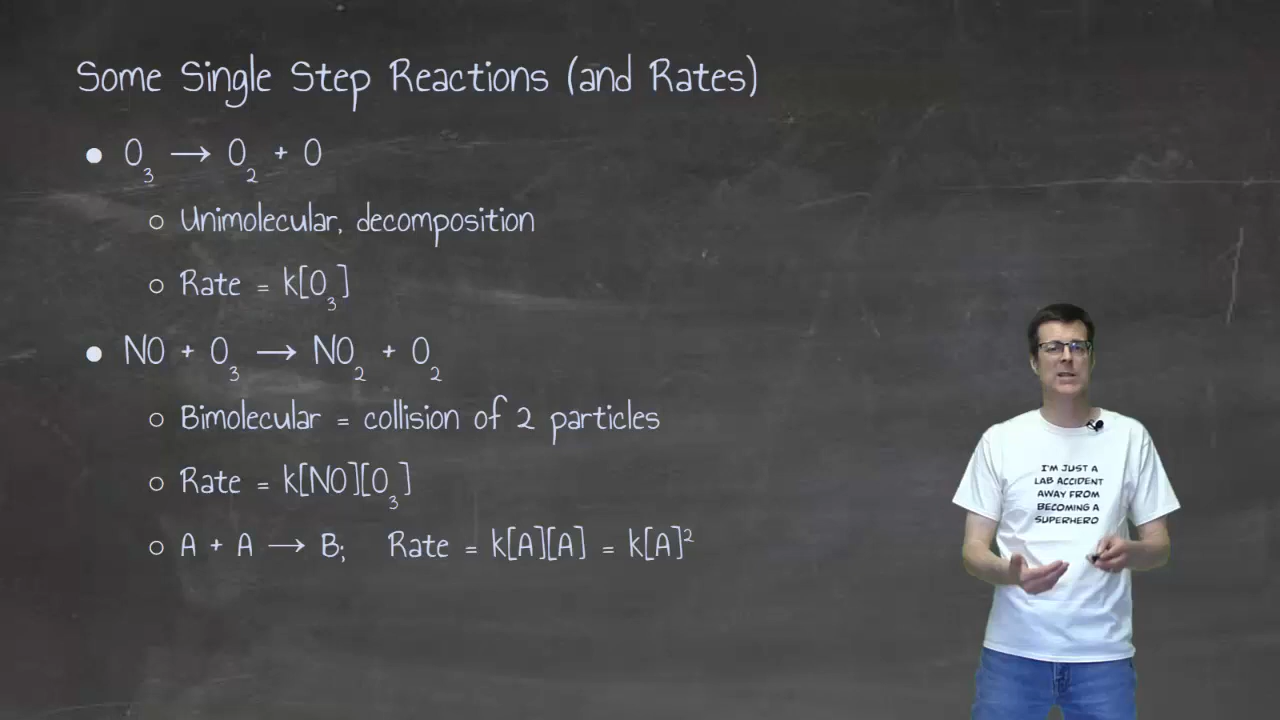 Some Single Step Reactions (and Rates)
● O₃ → O₂ + O
○ Unimolecular, decomposition
○ Rate = k[O₃]
● NO + O₃ → NO₂ + O₂
○ Bimolecular = collision of 2 particles
○ Rate = k[NO][O₃]
○ A + A → B; Rate = k[A][A] = k[A]²
I'M JUST A
LAB ACCIDENT
AWAY FROM
BECOMING A
SUPERHERO